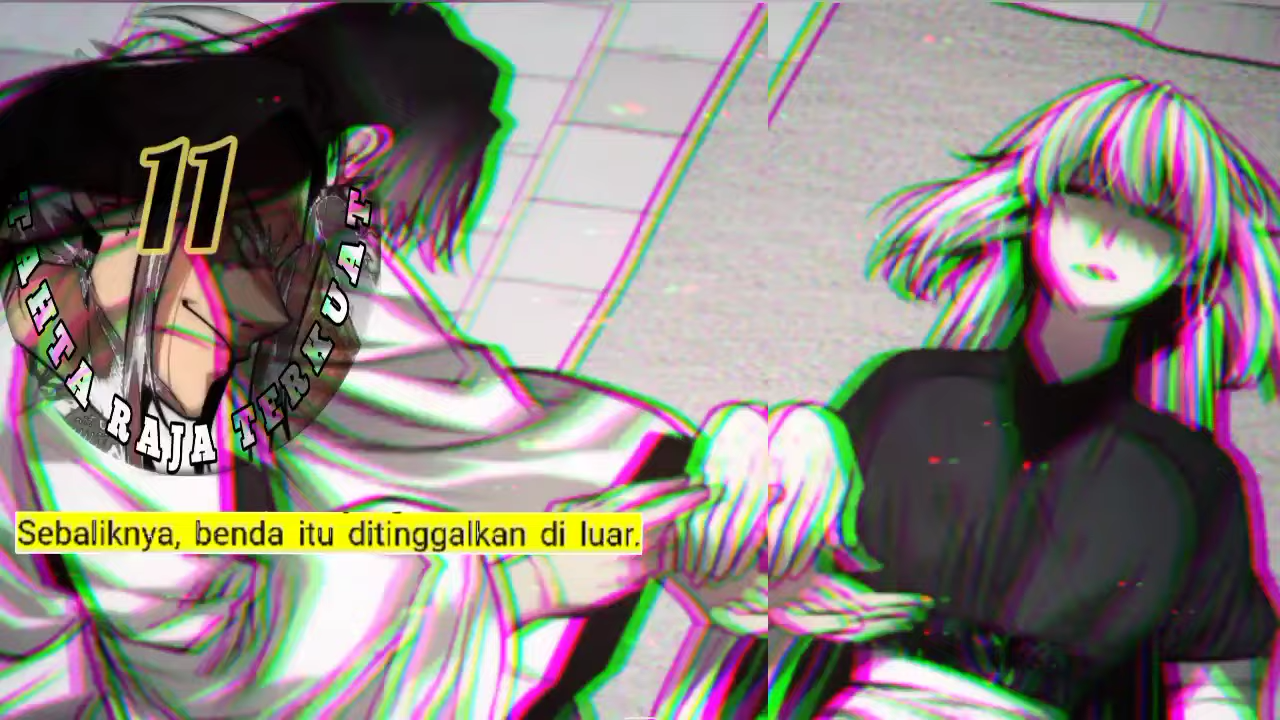 11
TAHTA RAJA TERKUAT
Sebaliknya, benda itu ditinggalkan di luar.